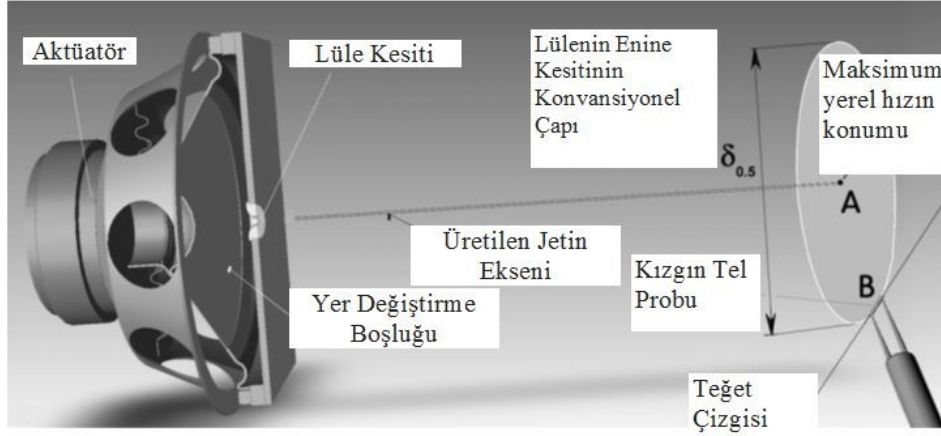 Aktüatör
Lüle Kesiti
Lülenin Enine
Kesitinin
Konvansiyonel
Çapı
Maksimum
yerel hızın
konumu
δ0.5
A
Üretilen Jetin
Ekseni
Kızgın Tel
Probu
B
Yer Değiştirme
Boşluğu
Teğet
Çizgisi